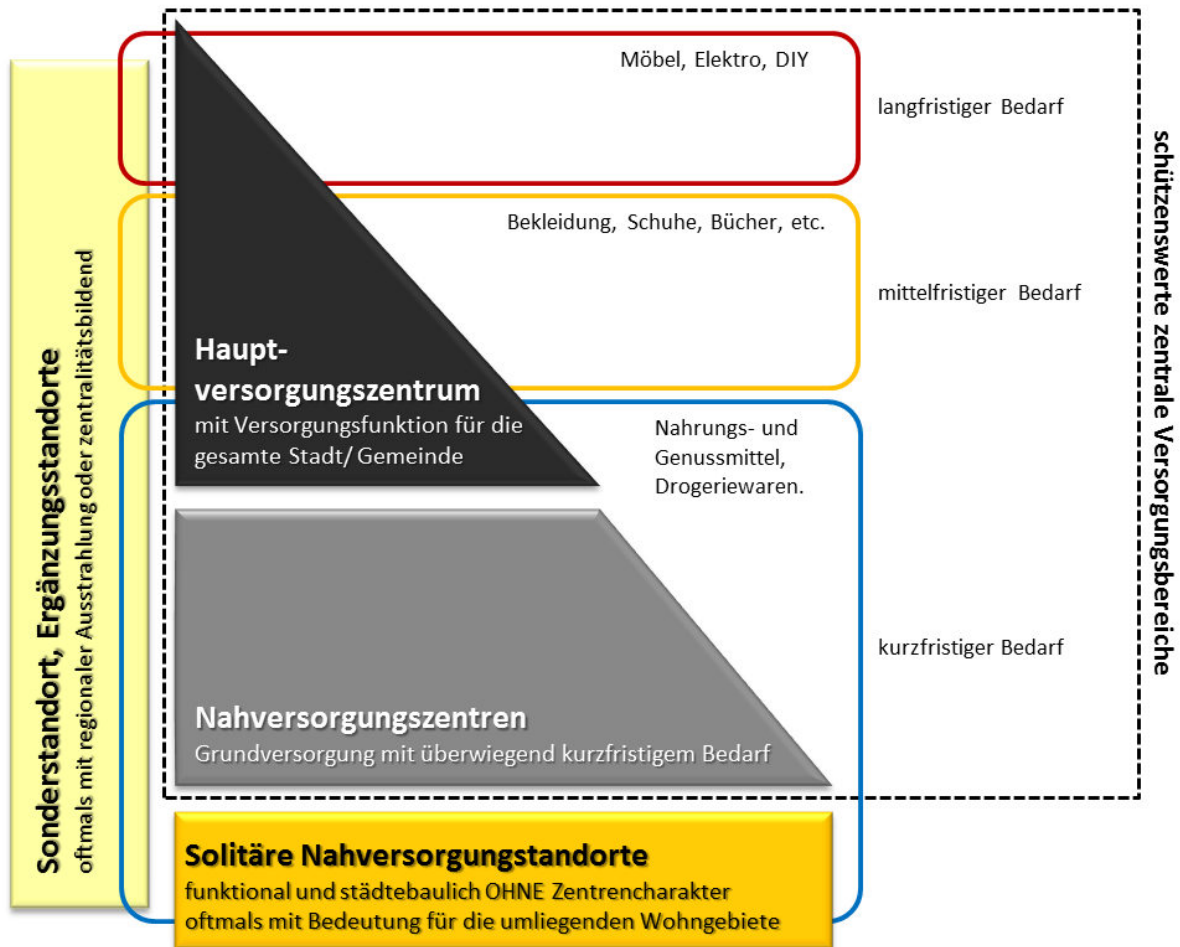 Möbel, Elektro, DIY
langfristiger Bedarf
Bekleidung, Schuhe, Bücher, etc.
mittelfristiger Bedarf
Haupt-
versorgungszentrum
mit Versorgungsfunktion für die
gesamte Stadt/ Gemeinde
Nahrungs- und
Genussmittel,
Drogeriewaren.
kurzfristiger Bedarf
Nahversorgungszentren
Grundversorgung mit überwiegend kurzfristigem Bedarf
Solitäre Nahversorgungstandorte
funktional und städtebaulich OHNE Zentrencharakter
oftmals mit Bedeutung für die umliegenden Wohngebiete
Sonderstandort, Ergänzungsstandorte
oftmals mit regionaler Ausstrahlung oder zentralitätsbildend
schützenswerte zentrale Versorgungsbereiche